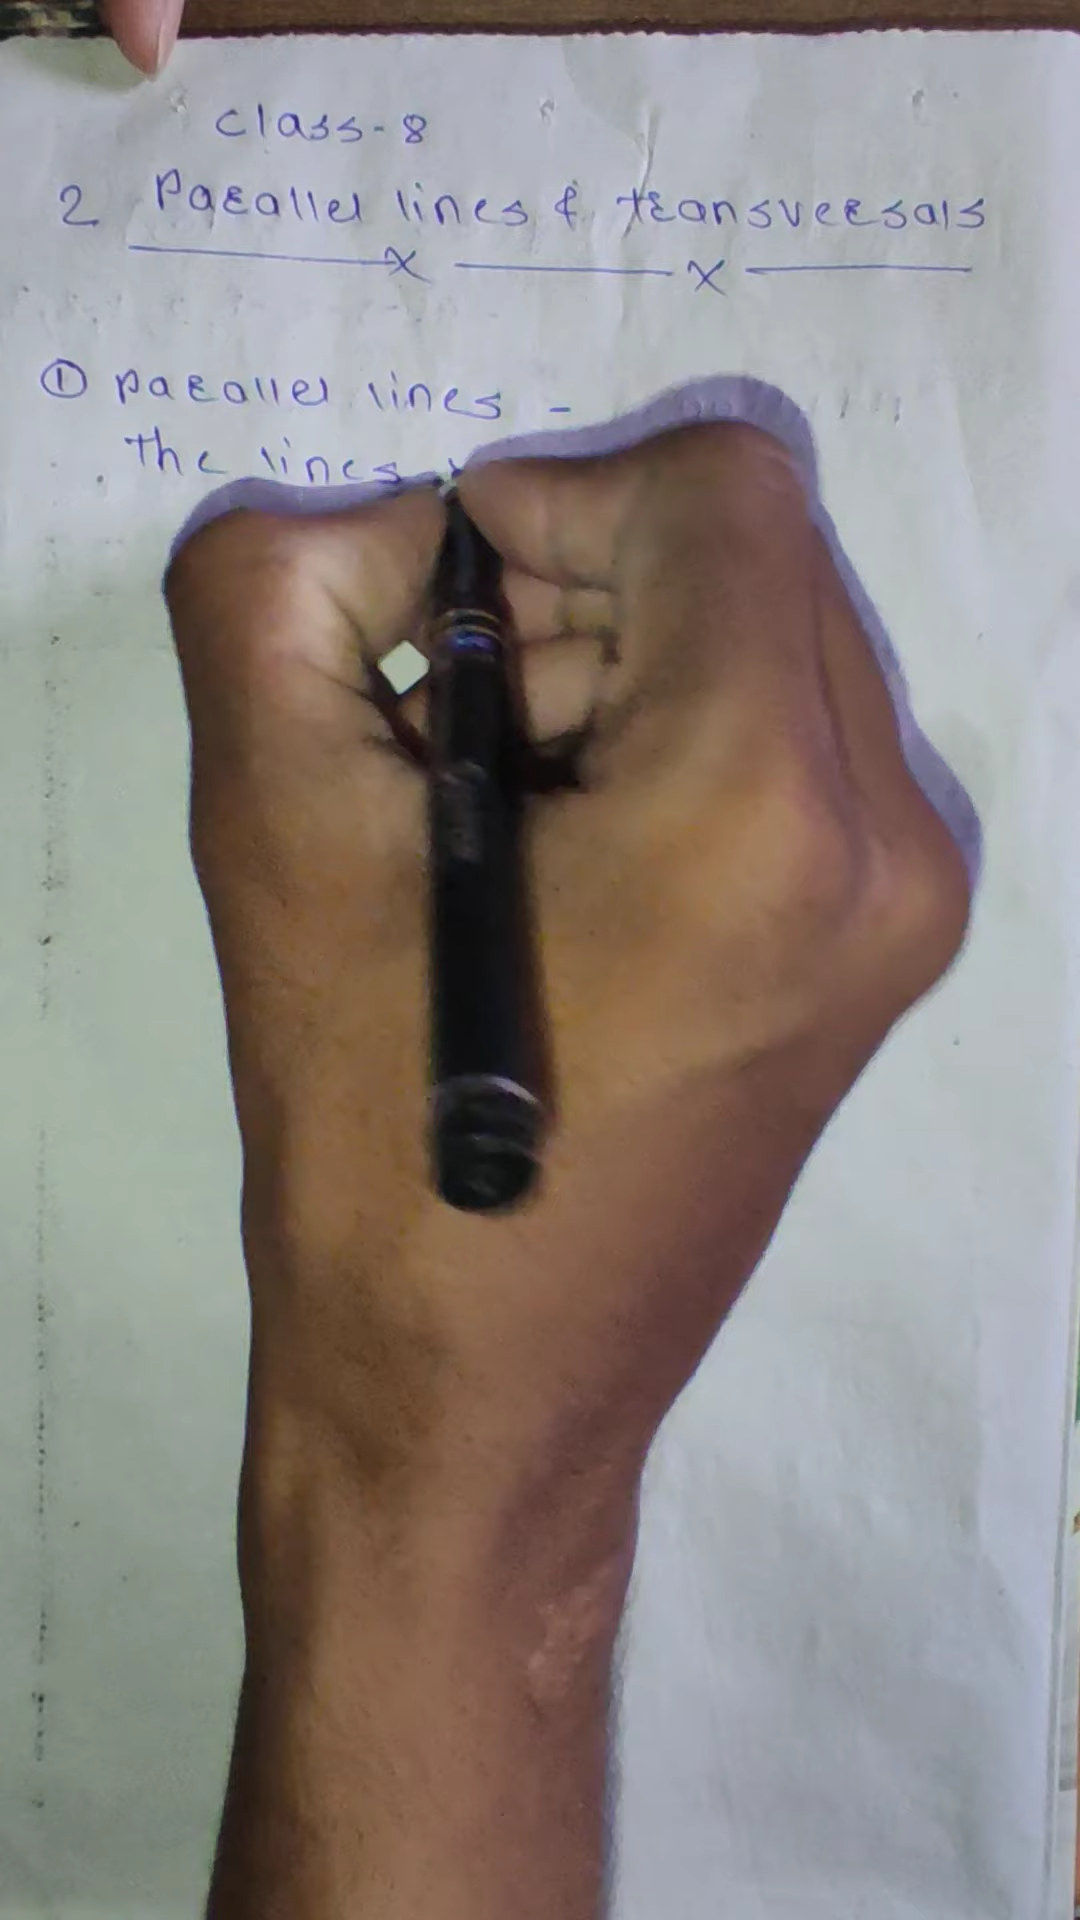 class-8
2 Parallel lines & transversals
① parallel lines -
the lines